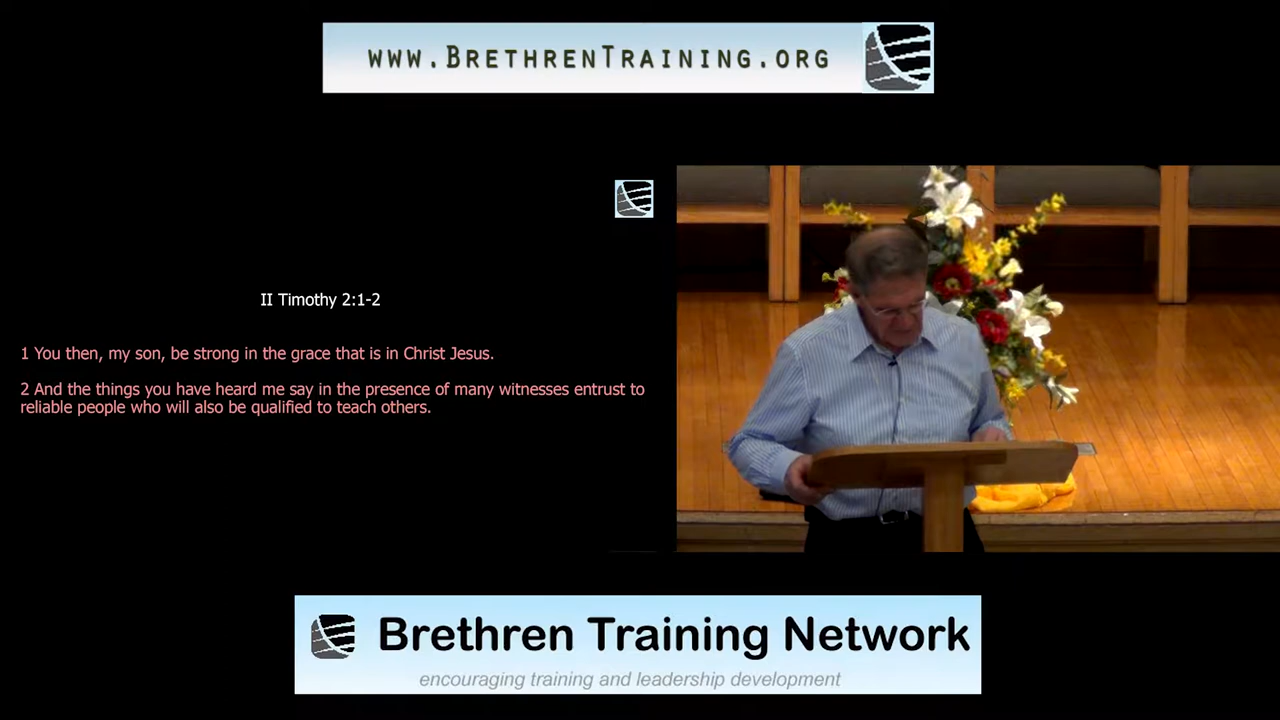 www.BrethrenTraining.org
II Timothy 2:1-2
1 You then, my son, be strong in the grace that is in Christ Jesus.
2 And the things you have heard me say in the presence of many witnesses entrust to
reliable people who will also be qualified to teach others.
Brethren Training Network
encouraging training and leadership development